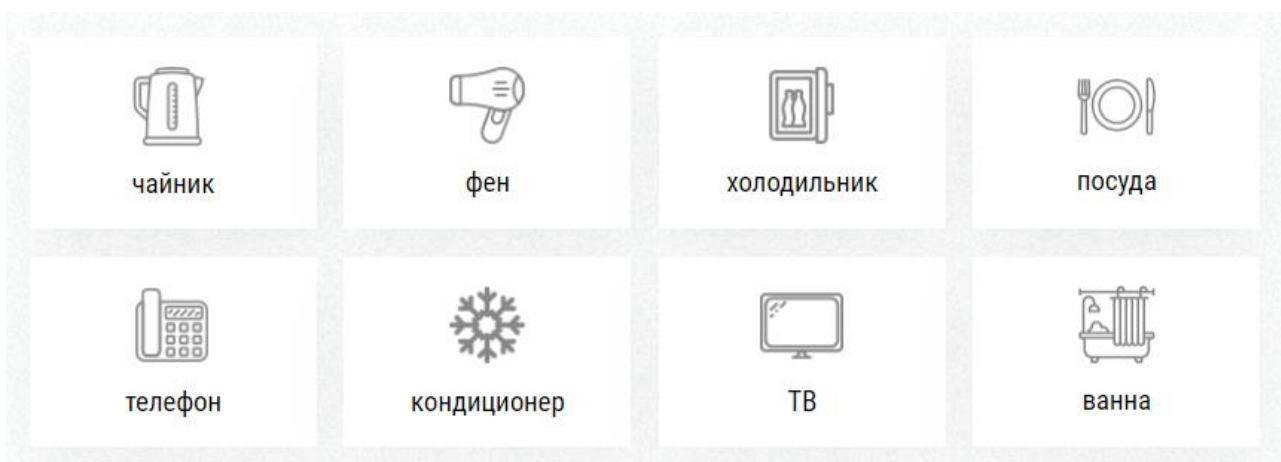 чайник
фен
холодильник
посуда
телефон
кондиционер
ТВ
ванна